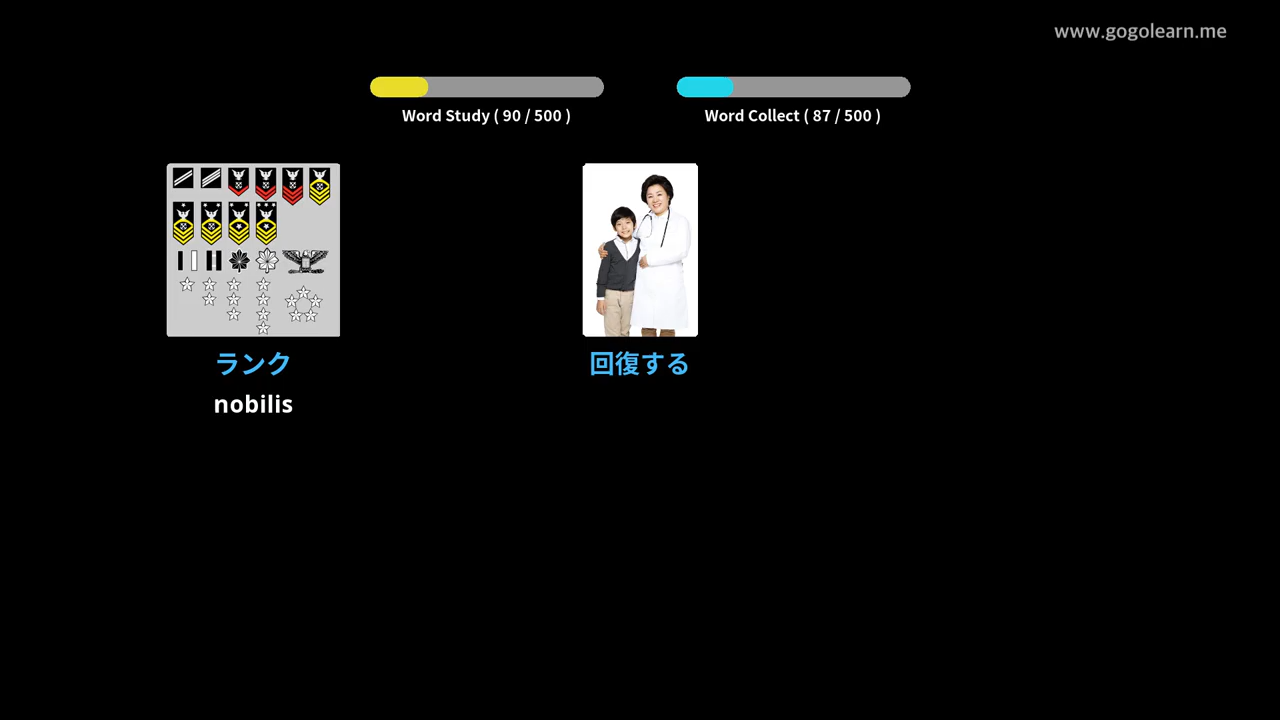 www.gogolearn.me
Word Study ( 90 / 500 )
Word Collect ( 87 / 500 )
ランク
nobilis
回復する